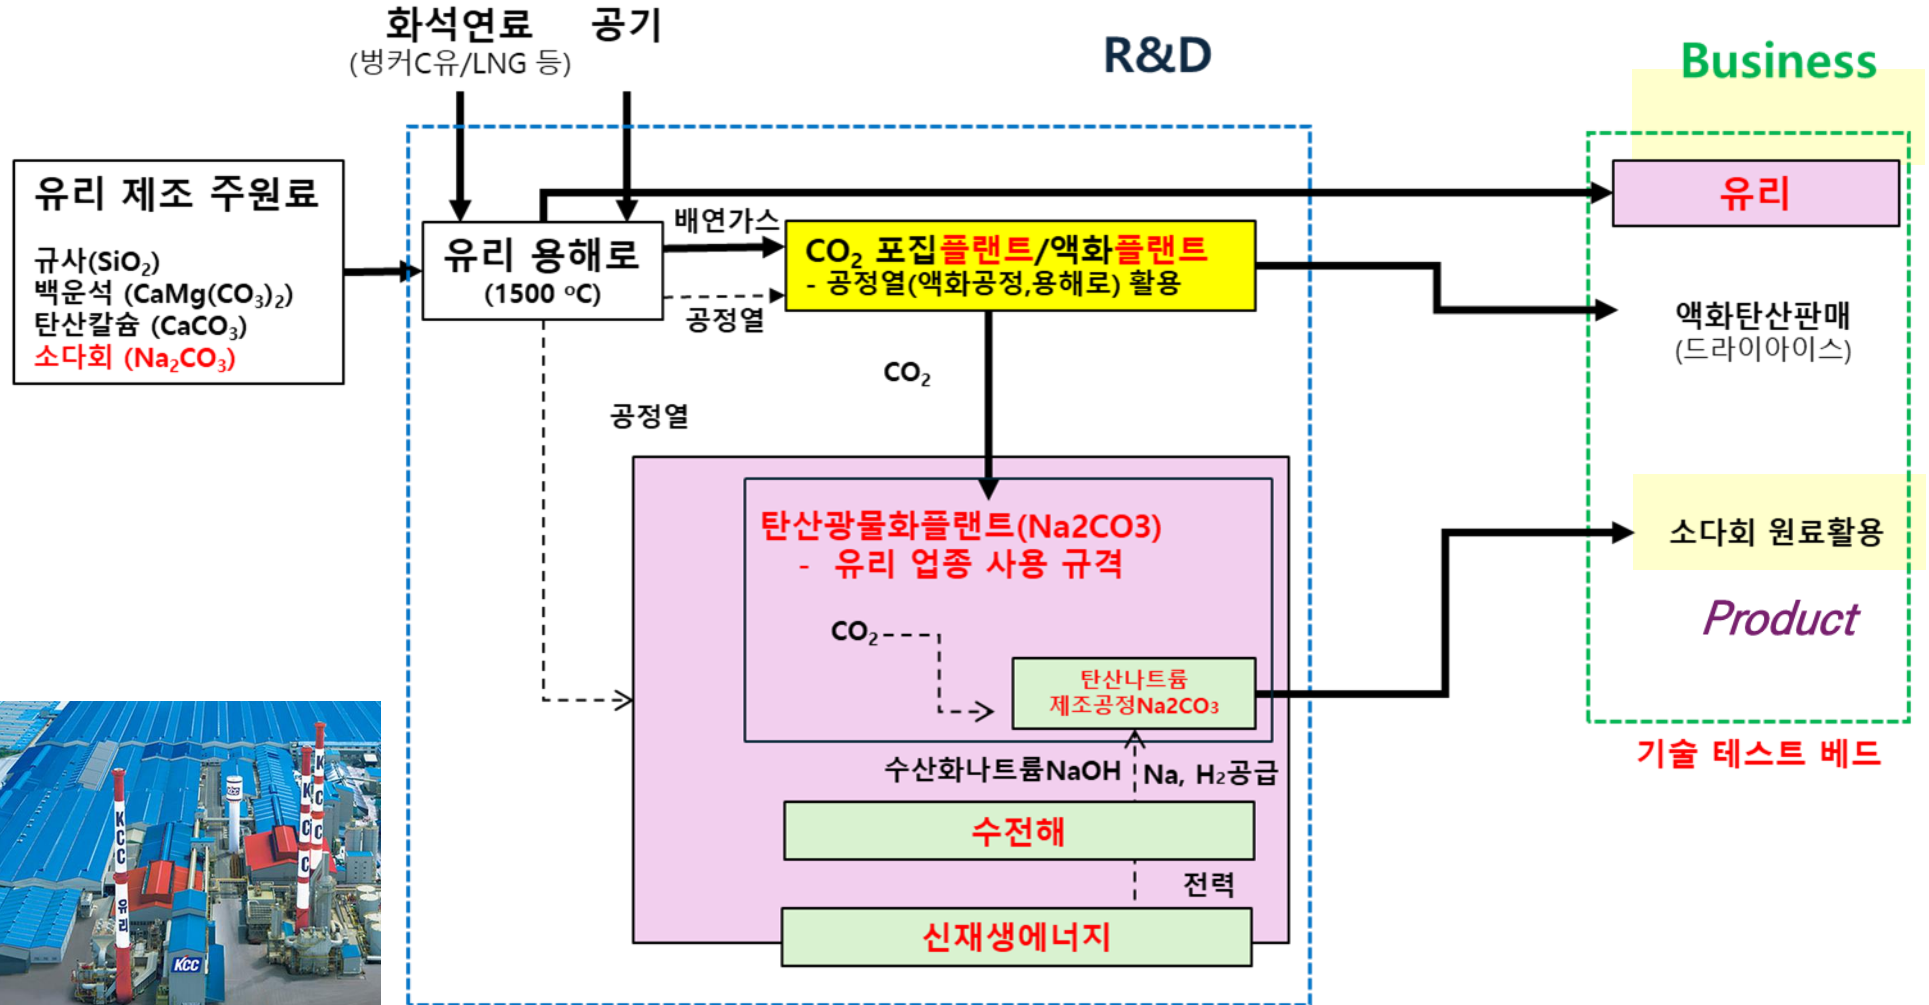 화석연료
(벙커C유/LNG 등)
공기
R&D
Business
유리 제조 주원료
규사(SiO₂)
백운석 (CaMg(CO₃)₂)
탄산칼슘 (CaCO₃)
소다회 (Na₂CO₃)
유리 용해로
(1500 ºC)
배연가스
공정열
CO₂ 포집플랜트/액화플랜트
- 공정열(액화공정,용해로) 활용
유리
액화탄산판매
(드라이아이스)
CO₂
공정열
탄산광물화플랜트(Na2CO3)
- 유리 업종 사용 규격
CO₂
탄산나트륨
제조공정Na2CO₃
소다회 원료활용
Product
기술 테스트 베드
수산화나트륨NaOH
Na, H₂공급
수전해
전력
신재생에너지
KCC 유리
KCC
KCC
KCC
KCC